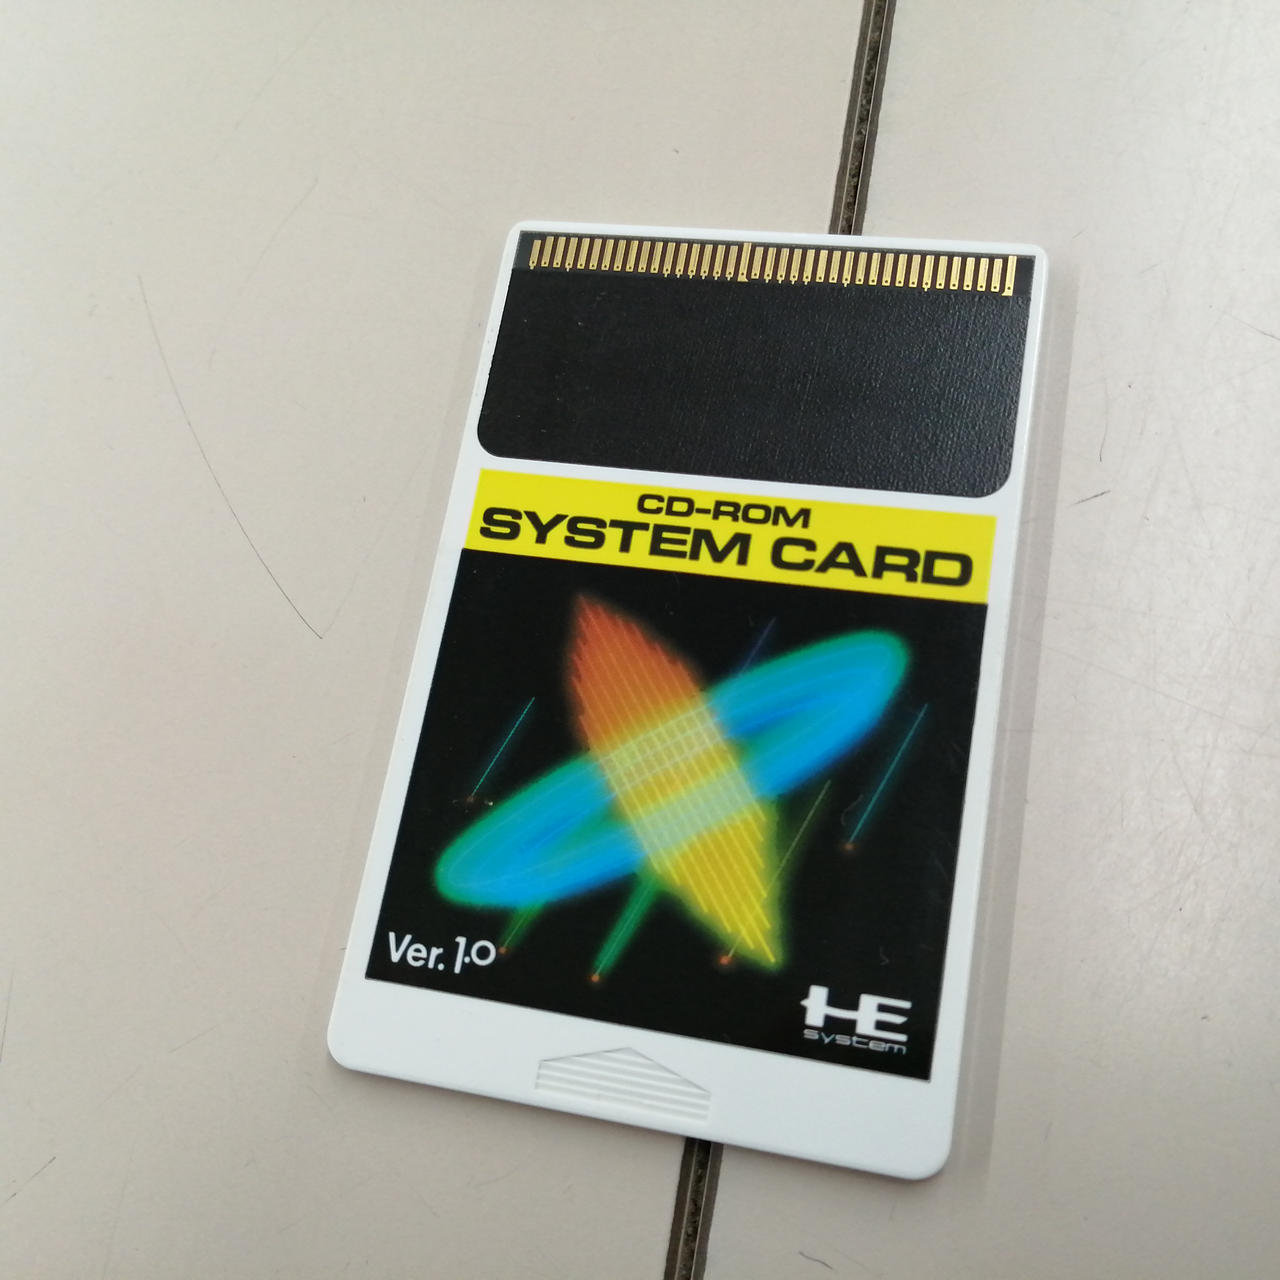 CD-ROM
SYSTEM CARD
Ver. 1.0
HE
system